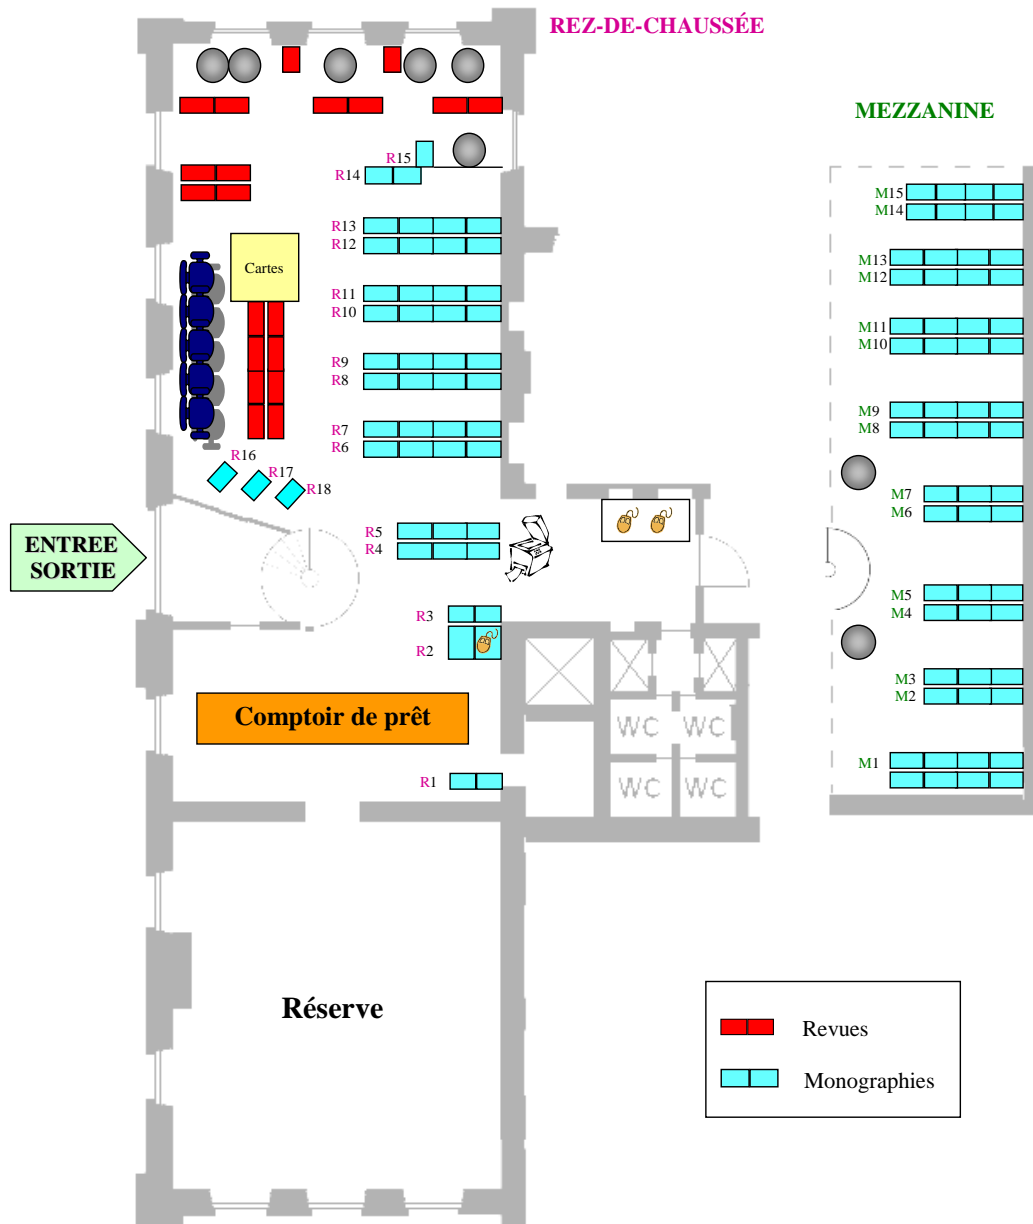 REZ-DE-CHAUSSÉE
MEZZANINE
R15
R14
R13
R12
Cartes
R11
R10
R9
R8
R7
R6
R16
R17
R18
R5
R4
ENTREE
SORTIE
R3
R2
Comptoir de prêt
R1
WC WC
WC WC
Réserve
M15
M14
M13
M12
M11
M10
M9
M8
M7
M6
M5
M4
M3
M2
M1
Revues
Monographies